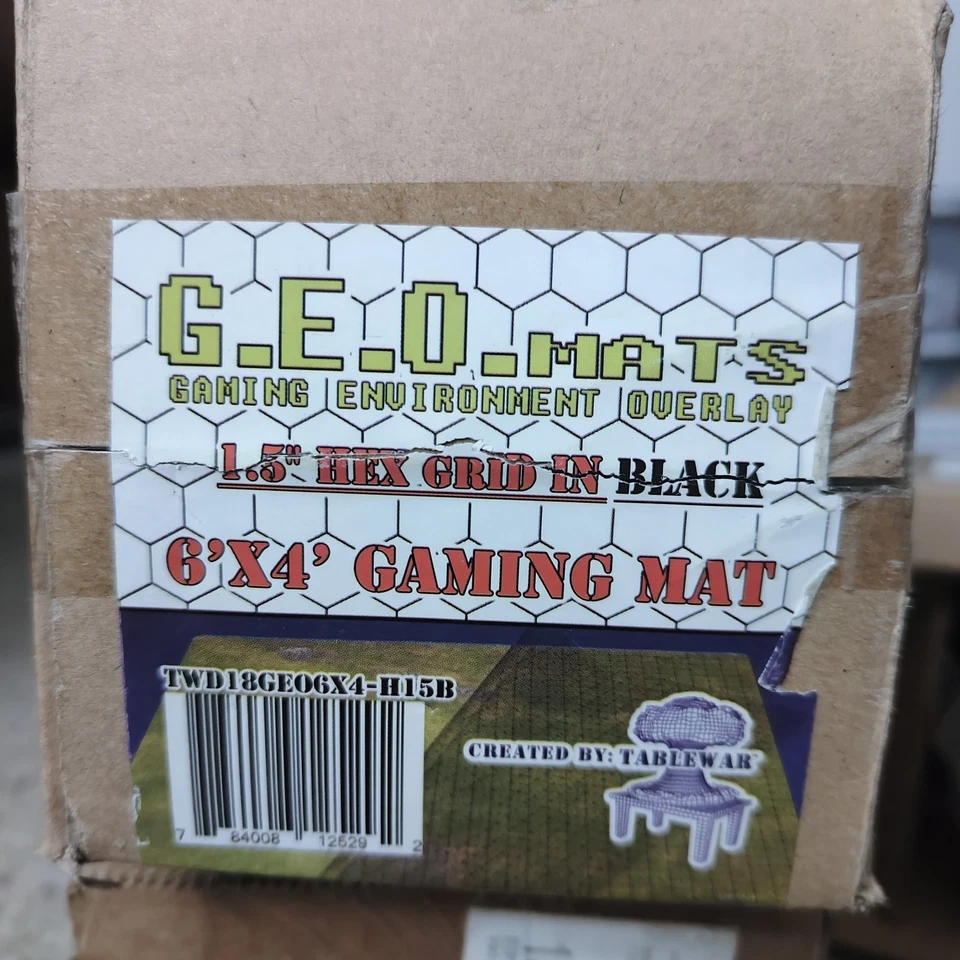 G.E.O.MATS
GAMING | ENVIRONMENT | OVERLAY
1.5" HEX GRID IN BLACK
6'X4' GAMING MAT
TWD18GEO6X4-H15B
CREATED BY: TABLEWAR
7 84008 12529 2